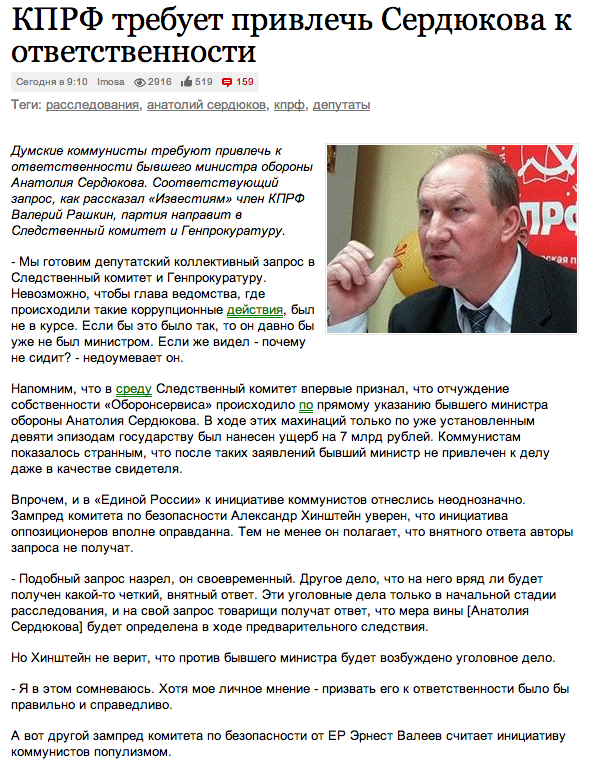 КПРФ требует привлечь Сердюкова к
ответственности
Сегодня в 9:10 Imosa 2916 519 159
Теги: расследования, анатолий сердюков, кпрф, депутаты
Думские коммунисты требуют привлечь к
ответственности бывшего министра обороны
Анатолия Сердюкова. Соответствующий
запрос, как рассказал «Известиям» член КПРФ
Валерий Рашкин, партия направит в
Следственный комитет и Генпрокуратуру.
ПРФ
- Мы готовим депутатский коллективный запрос в
Следственный комитет и Генпрокуратуру.
Невозможно, чтобы глава ведомства, где
происходили такие коррупционные действия, был
не в курсе. Если бы это было так, то он давно бы
уже не был министром. Если же видел - почему
не сидит? - недоумевает он.
Напомним, что в среду Следственный комитет впервые признал, что отчуждение
собственности «Оборонсервиса» происходило по прямому указанию бывшего министра
обороны Анатолия Сердюкова. В ходе этих махинаций только по уже установленным
девяти эпизодам государству был нанесен ущерб на 7 млрд рублей. Коммунистам
показалось странным, что после таких заявлений бывший министр не привлечен к делу
даже в качестве свидетеля.
Впрочем, и в «Единой России» к инициативе коммунистов отнеслись неоднозначно.
Зампред комитета по безопасности Александр Хинштейн уверен, что инициатива
оппозиционеров вполне оправданна. Тем не менее он полагает, что внятного ответа авторы
запроса не получат.
- Подобный запрос назрел, он своевременный. Другое дело, что на него вряд ли будет
получен какой-то четкий, внятный ответ. Эти уголовные дела только в начальной стадии
расследования, и на свой запрос товарищи получат ответ, что мера вины [Анатолия
Сердюкова] будет определена в ходе предварительного следствия.
Но Хинштейн не верит, что против бывшего министра будет возбуждено уголовное дело.
- Я в этом сомневаюсь. Хотя мое личное мнение - призвать его к ответственности было бы
правильно и справедливо.
А вот другой зампред комитета по безопасности от ЕР Эрнест Валеев считает инициативу
коммунистов популизмом.